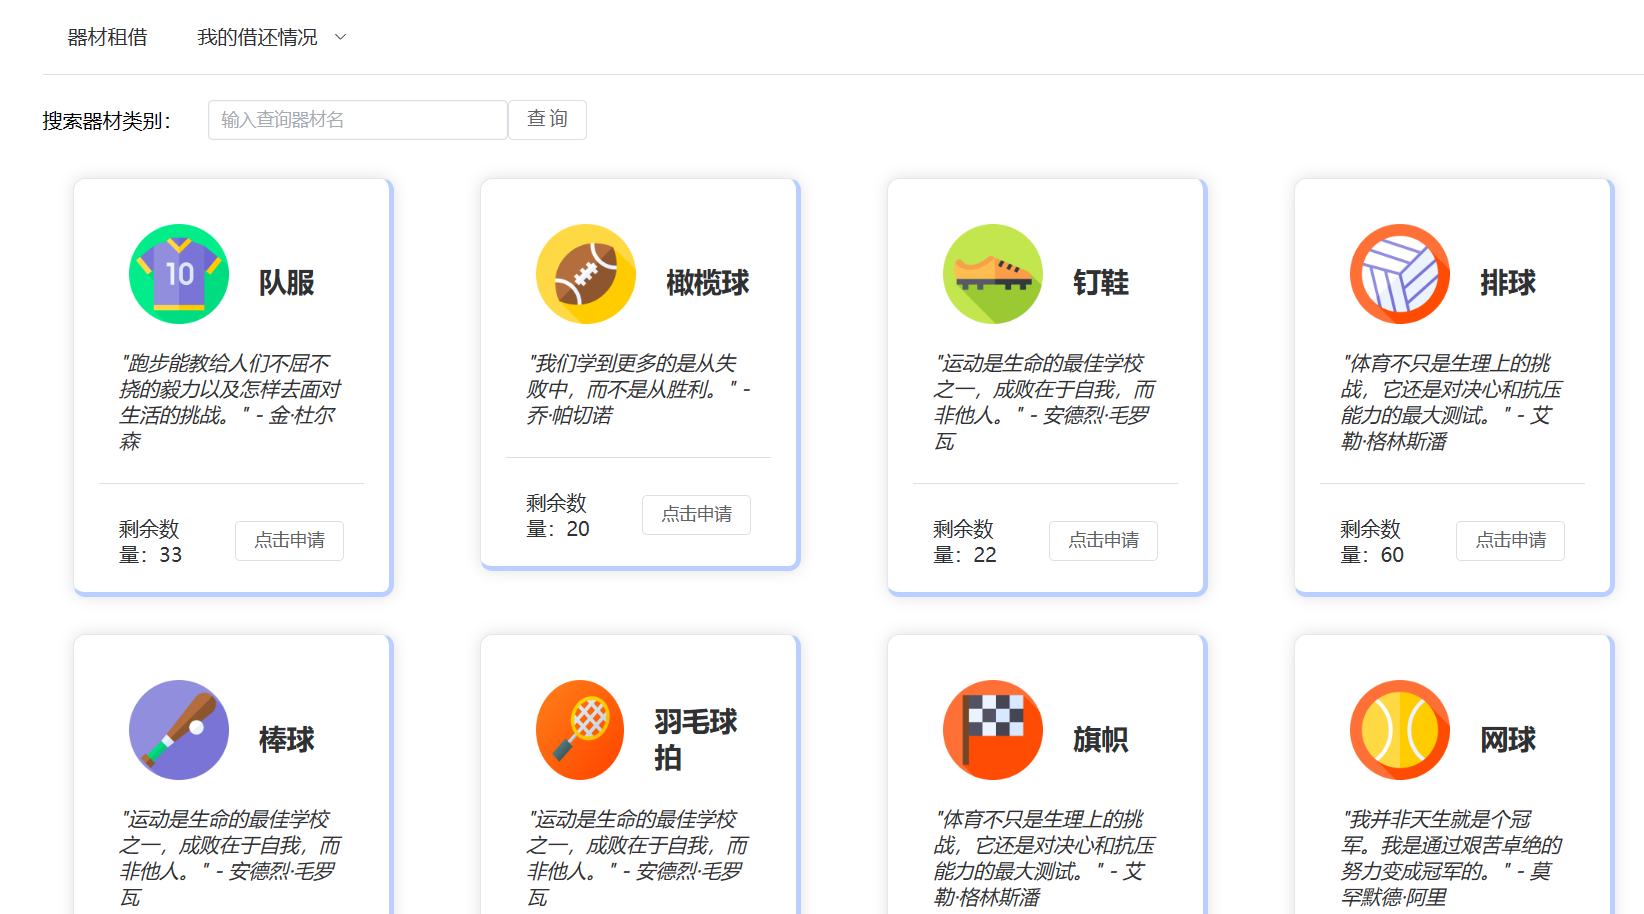 器材租借 我的借还情况
搜索器材类别： 输入查询器材名 查 询
10
队服
"跑步能教给人们不屈不
挠的毅力以及怎样去面对
生活的挑战。" - 金·杜尔
森
剩余数
量：33
点击申请
橄榄球
"我们学到更多的是从失
败中，而不是从胜利。" -
乔·帕切诺
剩余数
量：20
点击申请
钉鞋
"运动是生命的最佳学校
之一，成败在于自我，而
非他人。" - 安德烈·毛罗
瓦
剩余数
量：22
点击申请
排球
"体育不只是生理上的挑
战，它还是对决心和抗压
能力的最大测试。" - 艾
勒·格林斯潘
剩余数
量：60
点击申请
棒球
"运动是生命的最佳学校
之一，成败在于自我，而
非他人。" - 安德烈·毛罗
瓦
羽毛球
拍
"运动是生命的最佳学校
之一，成败在于自我，而
非他人。" - 安德烈·毛罗
瓦
旗帜
"体育不只是生理上的挑
战，它还是对决心和抗压
能力的最大测试。" - 艾
勒·格林斯潘
网球
"我并非天生就是个冠
军。我是通过艰苦卓绝的
努力变成冠军的。" - 莫
罕默德·阿里